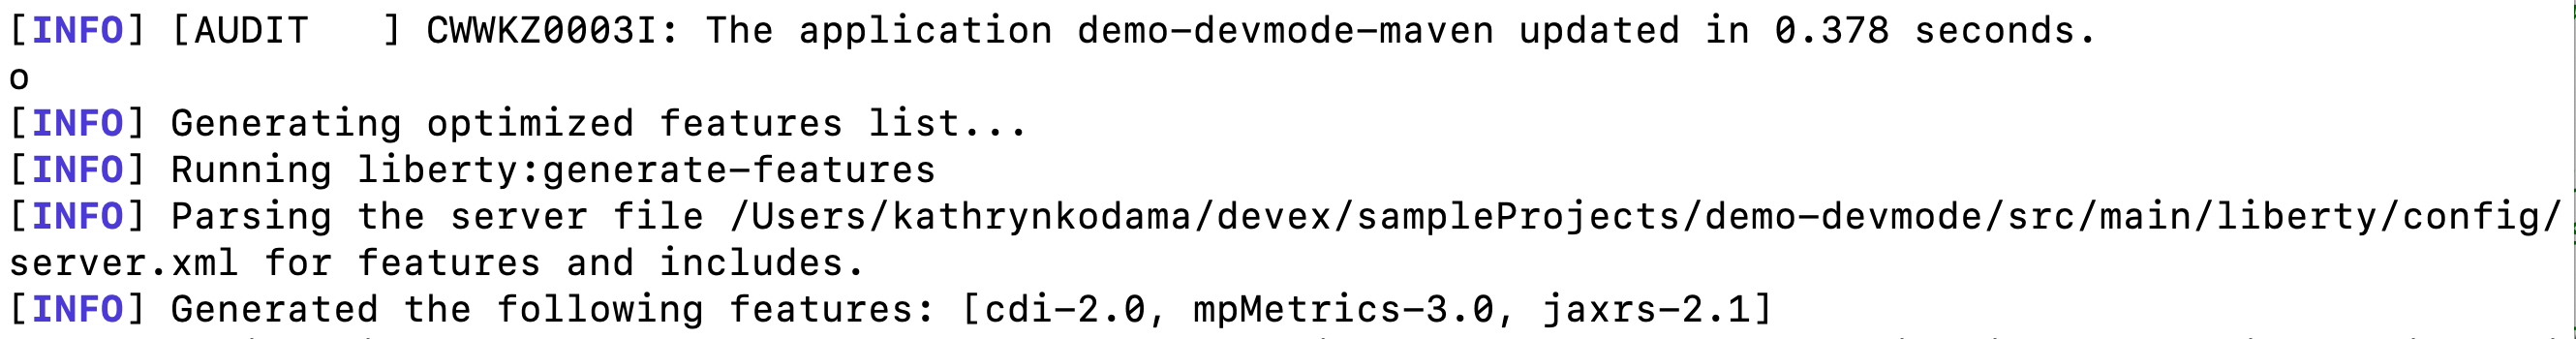 [INFO] [AUDIT   ] CWWKZ0003I: The application demo-devmode-maven updated in 0.378 seconds.
o
[INFO] Generating optimized features list...
[INFO] Running liberty:generate-features
[INFO] Parsing the server file /Users/kathrynkodama/devex/sampleProjects/demo-devmode/src/main/liberty/config/
server.xml for features and includes.
[INFO] Generated the following features: [cdi-2.0, mpMetrics-3.0, jaxrs-2.1]